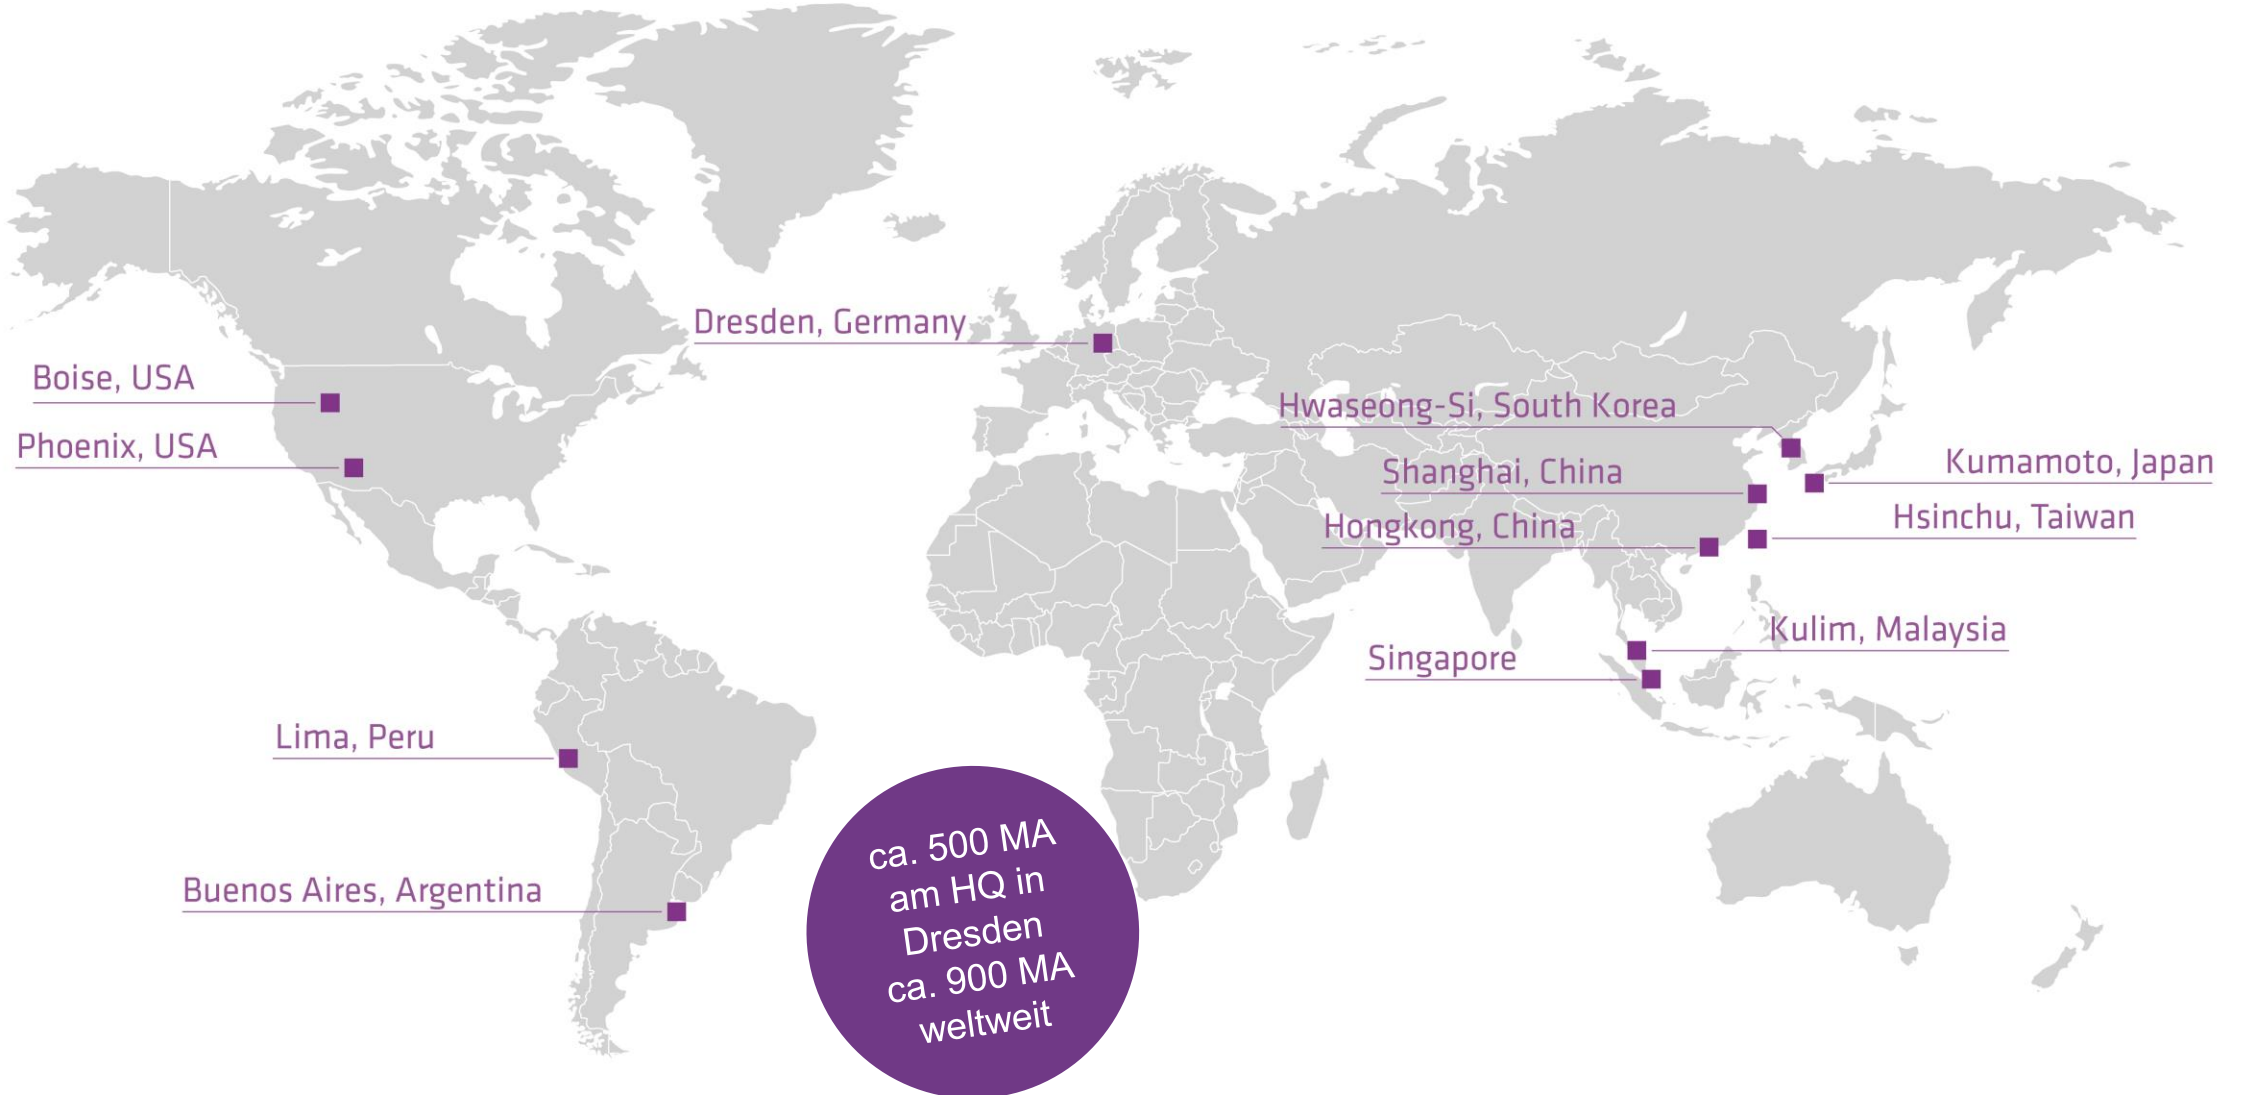 Dresden, Germany
Boise, USA
Hwaseong-Si, South Korea
Phoenix, USA
Kumamoto, Japan
Shanghai, China
Hsinchu, Taiwan
Hongkong, China
Kulim, Malaysia
Singapore
Lima, Peru
Buenos Aires, Argentina
ca. 500 MA
am HQ in
Dresden
ca. 900 MA
weltweit